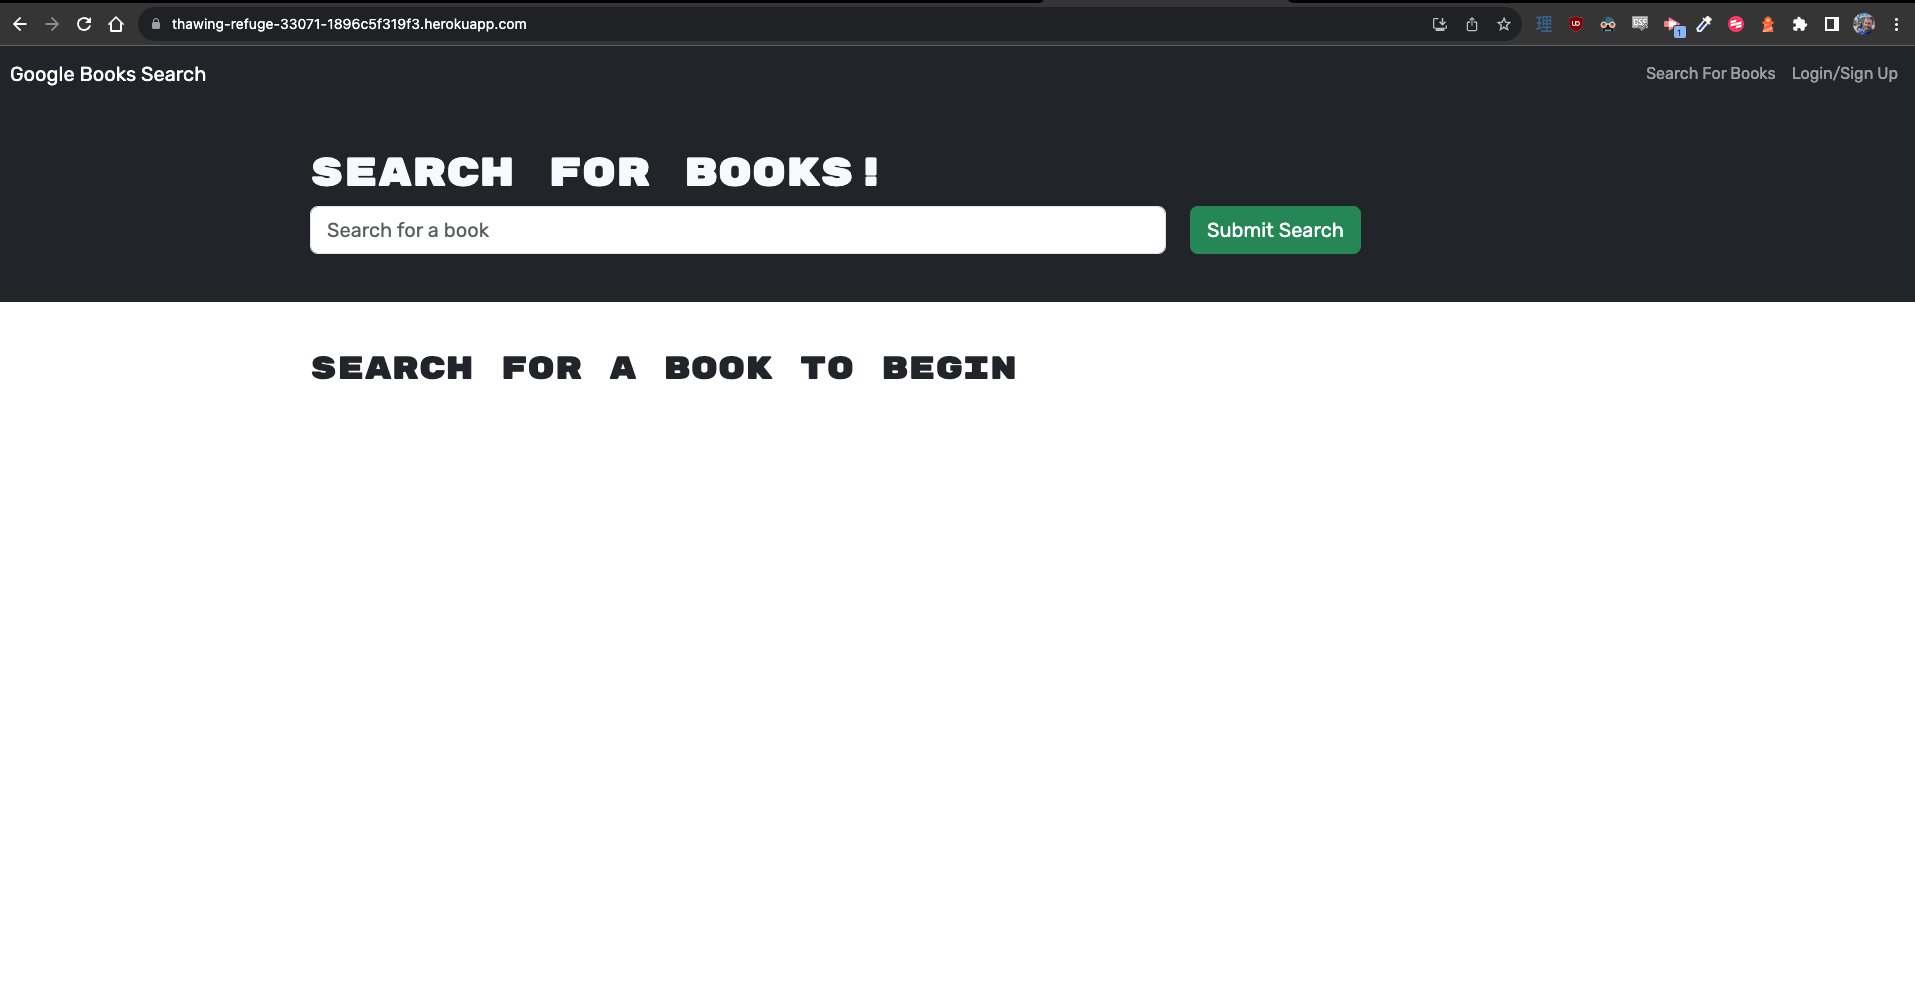 thawing-refuge-33071-1896c5f319f3.herokuapp.com
1
Google Books Search
Search For Books
Login/Sign Up
SEARCH FOR BOOKS!
Search for a book
Submit Search
SEARCH FOR A BOOK TO BEGIN